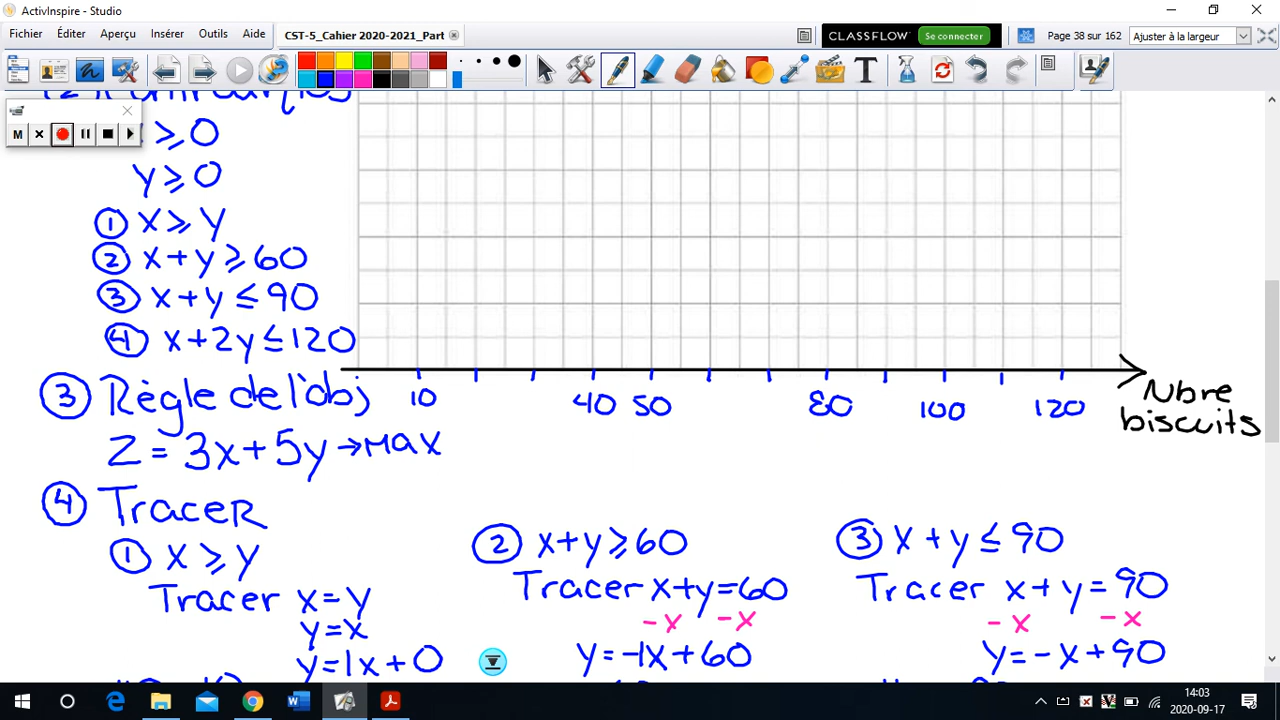 ActivInspire - Studio
Fichier Éditer Aperçu Insérer Outils Aide CST-5_Cahier 2020-2021_Part CLASSFLOW Se connecter Page 38 sur 162 Ajuster à la largeur
M
≥ 0
y ≥ 0
① x ≥ y
② x + y ≥ 60
③ x + y ≤ 90
④ x + 2y ≤ 120
10 40 50 80 100 120
Nbre
biscuits
③ Règle de l'obj
Z = 3x + 5y → max
④ Tracer
① x ≥ y
Tracer x = y
y = x
y = 1x + 0
② x + y ≥ 60
Tracer x + y = 60
- x - x
y = -1x + 60
③ x + y ≤ 90
Tracer x + y = 90
- x - x
y = - x + 90
14:03
2020-09-17